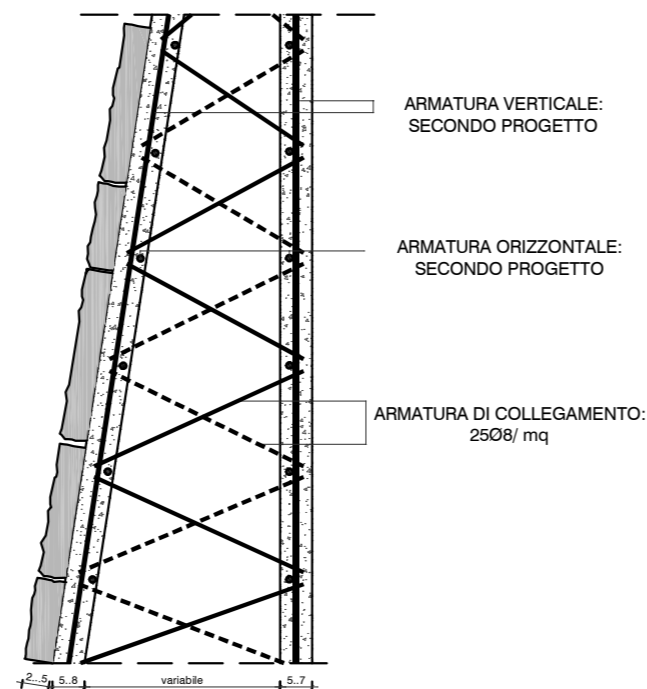 ARMATURA VERTICALE:
SECONDO PROGETTO
ARMATURA ORIZZONTALE:
SECONDO PROGETTO
ARMATURA DI COLLEGAMENTO:
25Ø8/ mq
2...5 5..8 variabile 5..7